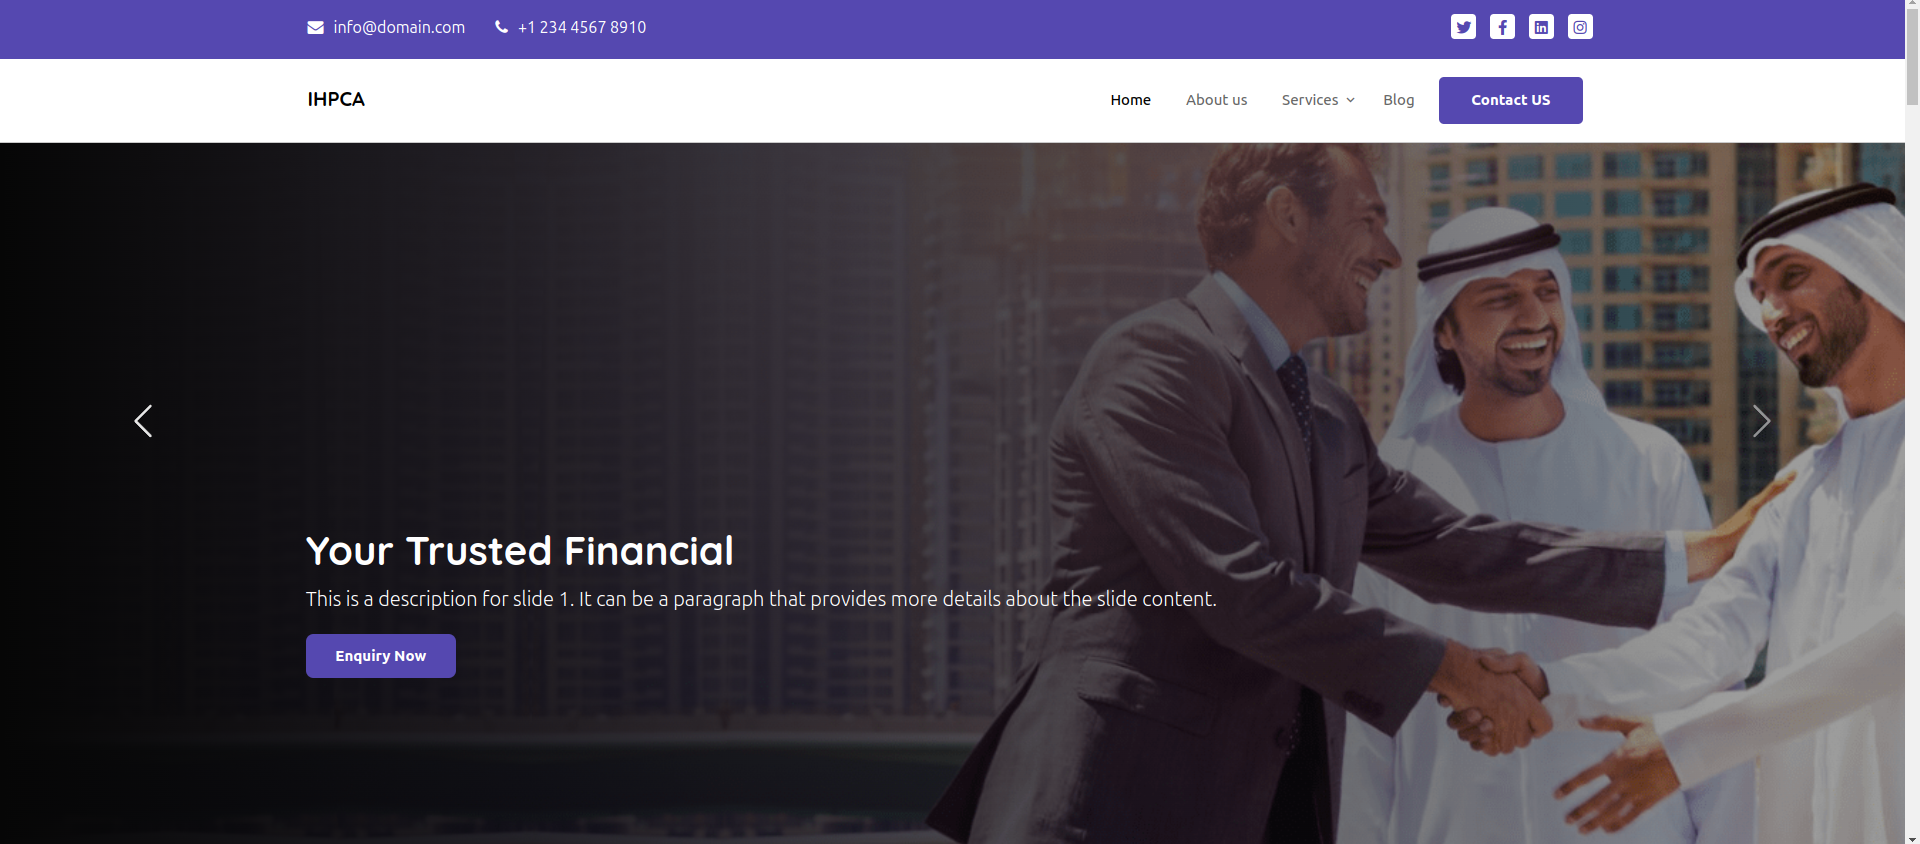 info@domain.com +1 234 4567 8910
IHPCA Home About us Services Blog Contact US
Your Trusted Financial
This is a description for slide 1. It can be a paragraph that provides more details about the slide content.
Enquiry Now